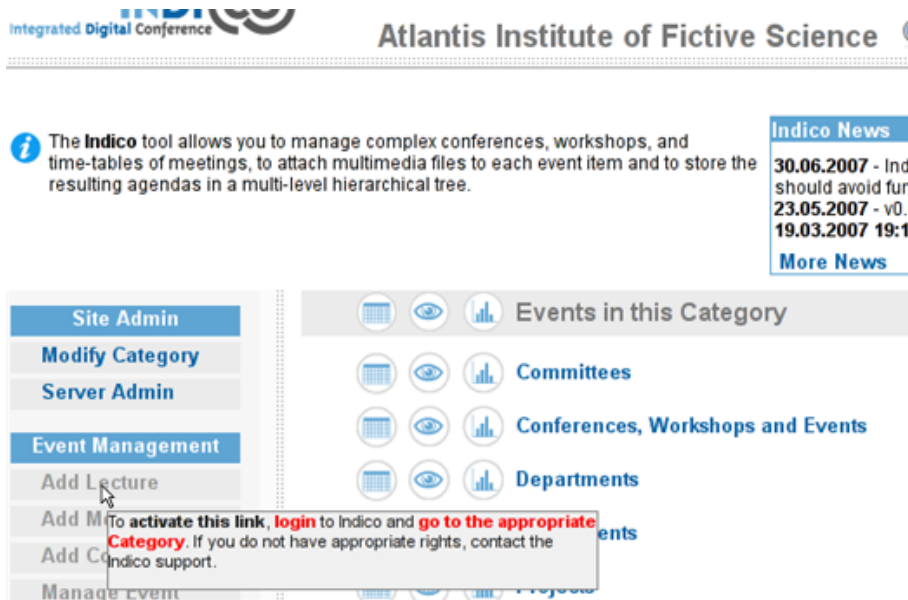 Integrated Digital Conference
Atlantis Institute of Fictive Science
The Indico tool allows you to manage complex conferences, workshops, and
time-tables of meetings, to attach multimedia files to each event item and to store the
resulting agendas in a multi-level hierarchical tree.
Indico News
30.06.2007 -
should avoid
23.05.2007 - v0.
19.03.2007
More News
Site Admin
Modify Category
Server Admin
Event Management
Add Lecture
Add
Add
Manage Event
Events in this Category
Committees
Conferences, Workshops and Events
Departments
Projects
To activate this link, login to Indico and go to the appropriate
Category. If you do not have appropriate rights, contact the
Indico support.